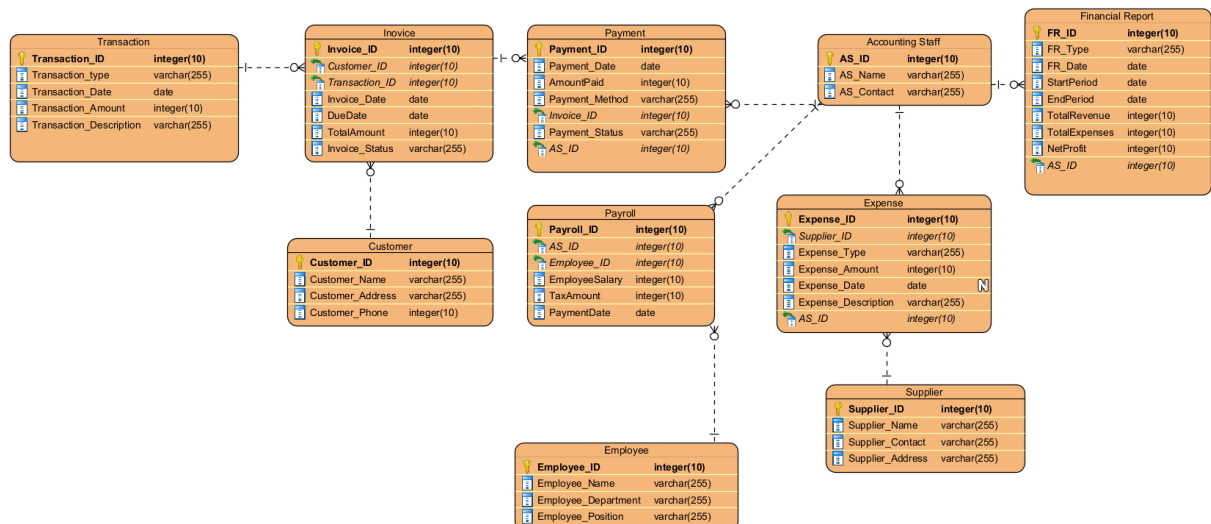 Transaction
Transaction_ID integer(10)
Transaction_type varchar(255)
Transaction_Date date
Transaction_Amount integer(10)
Transaction_Description varchar(255)
Inovice
Invoice_ID integer(10)
Customer_ID integer(10)
Transaction_ID integer(10)
Invoice_Date date
DueDate date
TotalAmount integer(10)
Invoice_Status varchar(255)
Payment
Payment_ID integer(10)
Payment_Date date
AmountPaid integer(10)
Payment_Method varchar(255)
Invoice_ID integer(10)
Payment_Status varchar(255)
AS_ID integer(10)
Accounting Staff
AS_ID integer(10)
AS_Name varchar(255)
AS_Contact varchar(255)
Financial Report
FR_ID integer(10)
FR_Type varchar(255)
FR_Date date
StartPeriod date
EndPeriod date
TotalRevenue integer(10)
TotalExpenses integer(10)
NetProfit integer(10)
AS_ID integer(10)
Customer
Customer_ID integer(10)
Customer_Name varchar(255)
Customer_Address varchar(255)
Customer_Phone integer(10)
Payroll
Payroll_ID integer(10)
AS_ID integer(10)
Employee_ID integer(10)
EmployeeSalary integer(10)
TaxAmount integer(10)
PaymentDate date
Expense
Expense_ID integer(10)
Supplier_ID integer(10)
Expense_Type varchar(255)
Expense_Amount integer(10)
Expense_Date date N
Expense_Description varchar(255)
AS_ID integer(10)
Supplier
Supplier_ID integer(10)
Supplier_Name varchar(255)
Supplier_Contact varchar(255)
Supplier_Address varchar(255)
Employee
Employee_ID integer(10)
Employee_Name varchar(255)
Employee_Department varchar(255)
Employee_Position varchar(255)